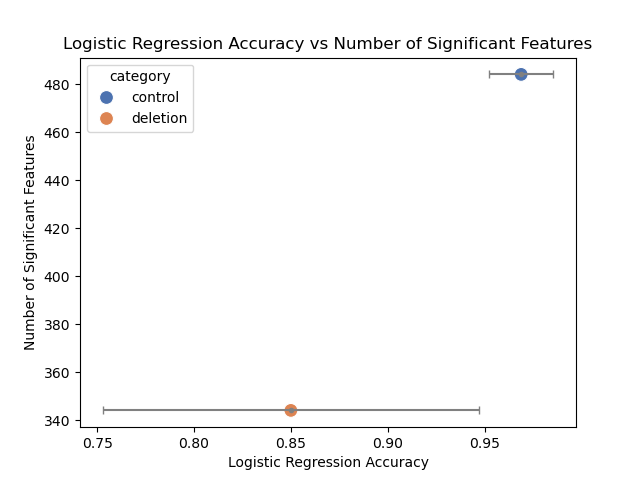 Logistic Regression Accuracy vs Number of Significant Features
category
control
deletion
Number of Significant Features
480
460
440
420
400
380
360
340
0.75 0.80 0.85 0.90 0.95
Logistic Regression Accuracy